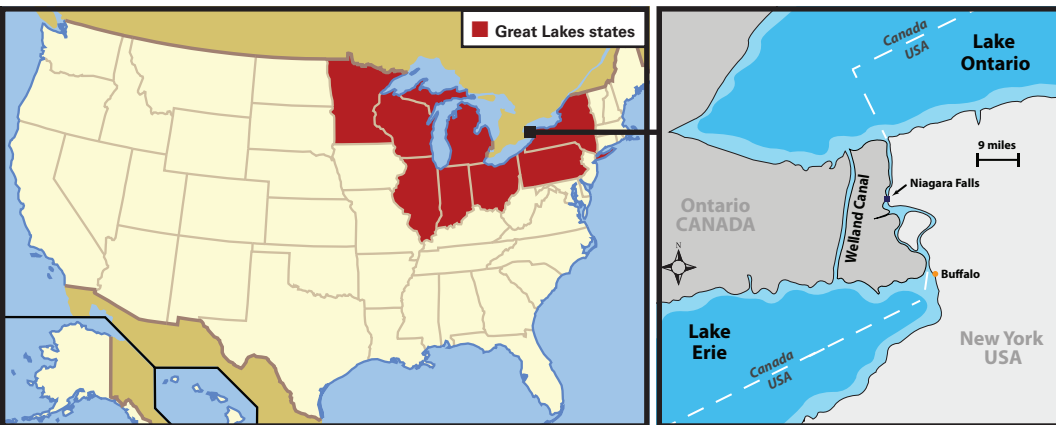 Great Lakes states
Canada
USA
Lake
Ontario
9 miles
Niagara Falls
Ontario
CANADA
Welland Canal
N
Buffalo
Lake
Erie
New York
USA
Canada
USA